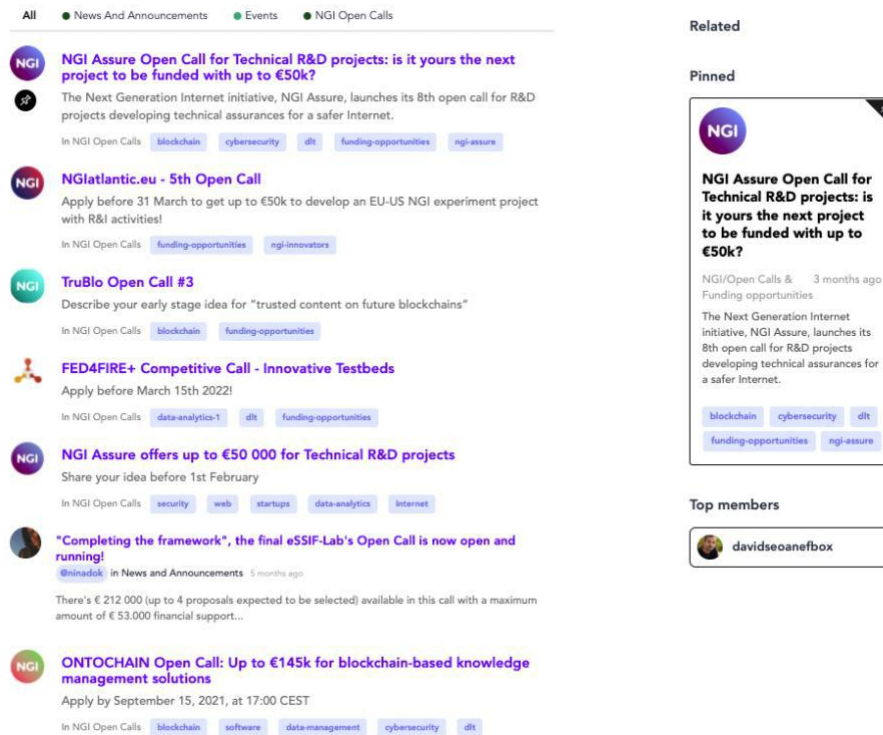 All
News And Announcements
Events
NGI Open Calls
NGI
NGI Assure Open Call for Technical R&D projects: is it yours the next
project to be funded with up to €50k?
The Next Generation Internet initiative, NGI Assure, launches its 8th open call for R&D
projects developing technical assurances for a safer Internet.
In NGI Open Calls blockchain cybersecurity dlt funding-opportunities ngi-assure
NGI
NGIatlantic.eu - 5th Open Call
Apply before 31 March to get up to €50k to develop an EU-US NGI experiment project
with R&I activities!
In NGI Open Calls funding-opportunities ngi-innovators
NGI
TruBlo Open Call #3
Describe your early stage idea for "trusted content on future blockchains"
In NGI Open Calls blockchain funding-opportunities
FED4FIRE+ Competitive Call - Innovative Testbeds
Apply before March 15th 2022!
In NGI Open Calls data-analytics-1 dlt funding-opportunities
NGI
NGI Assure offers up to €50 000 for Technical R&D projects
Share your idea before 1st February
In NGI Open Calls security web startups data-analytics Internet
"Completing the framework", the final eSSIF-Lab's Open Call is now open and
running!
@ninadok in News and Announcements 5 months ago
There's € 212 000 (up to 4 proposals expected to be selected) available in this call with a maximum
amount of € 53.000 financial support...
NGI
ONTOCHAIN Open Call: Up to €145k for blockchain-based knowledge
management solutions
Apply by September 15, 2021, at 17:00 CEST
In NGI Open Calls blockchain software data-management cybersecurity dlt
Related
Pinned
NGI
NGI Assure Open Call for
Technical R&D projects: is
it yours the next project
to be funded with up to
€50k?
NGI/Open Calls & 3 months ago
Funding opportunities
The Next Generation Internet
initiative, NGI Assure, launches its
8th open call for R&D projects
developing technical assurances for
a safer Internet.
blockchain cybersecurity dlt
funding-opportunities ngi-assure
Top members
davidseoanefbox